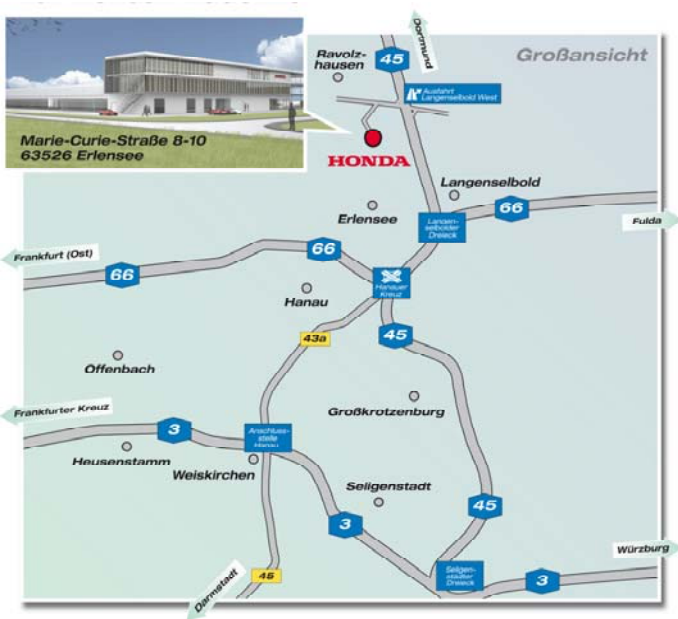 Dortmund
Großansicht
Ravolz-
hausen
45
Ausfahrt
Langenselbold West
Marie-Curie-Straße 8-10
63526 Erlensee
HONDA
Langenselbold
66
Erlensee
Langen-
selbolder
Dreieck
Fulda
Frankfurt (Ost)
66
66
Hanauer
Kreuz
Hanau
43a
45
Offenbach
Großkrotzenburg
Frankfurter Kreuz
3
Anschluss-
stelle
Hanau
Heusenstamm
Weiskirchen
Seligenstadt
45
3
Würzburg
Seligen-
städter
Dreieck
45
3
Darmstadt